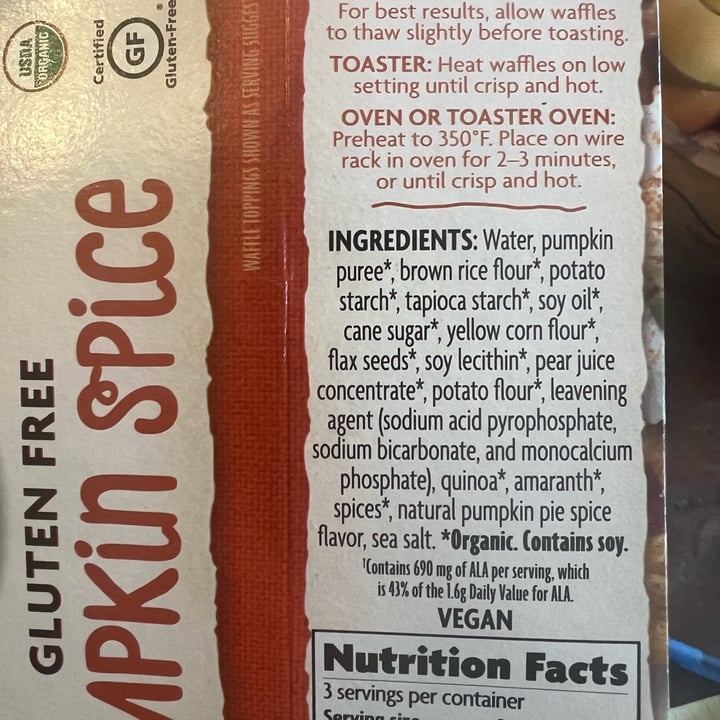 For best results, allow waffles
to thaw slightly before toasting.
TOASTER: Heat waffles on low
setting until crisp and hot.
OVEN OR TOASTER OVEN:
Preheat to 350°F. Place on wire
rack in oven for 2–3 minutes,
or until crisp and hot.
INGREDIENTS: Water, pumpkin
puree*, brown rice flour*, potato
starch*, tapioca starch*, soy oil*,
cane sugar*, yellow corn flour*,
flax seeds*, soy lecithin*, pear juice
concentrate*, potato flour*, leavening
agent (sodium acid pyrophosphate,
sodium bicarbonate, and monocalcium
phosphate), quinoa*, amaranth*,
spices*, natural pumpkin pie spice
flavor, sea salt. *Organic. Contains soy.
¹Contains 690 mg of ALA per serving, which
is 43% of the 1.6g Daily Value for ALA.
VEGAN
Nutrition Facts
3 servings per container
Serving size
USDA
ORGANIC
Certified
GF
®
Gluten-Free
GLUTEN FREE
MPKin SPice
WAFFLE TOPPINGS SHOWN AS SERVING SUGGES